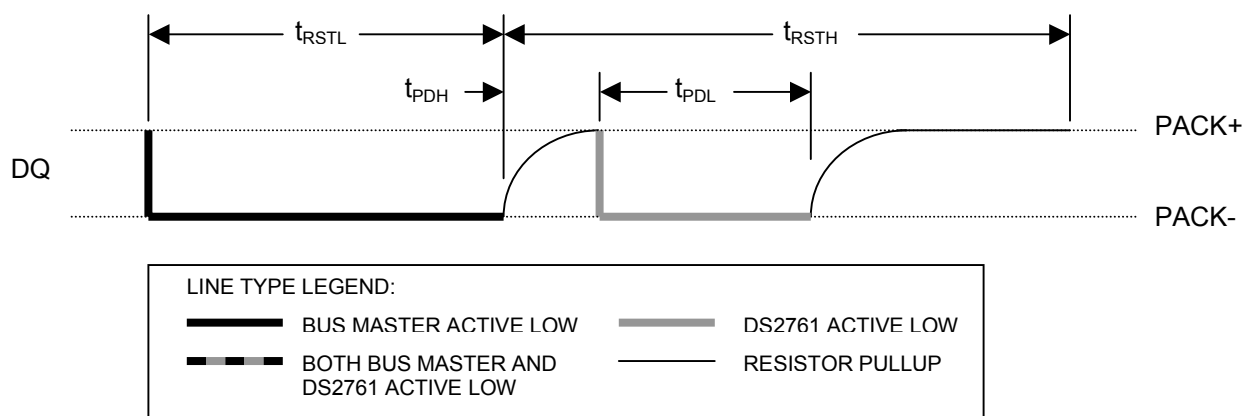 tRSTL
tRSTH
tPDH
tPDL
PACK+
DQ
PACK-
LINE TYPE LEGEND:
BUS MASTER ACTIVE LOW
DS2761 ACTIVE LOW
BOTH BUS MASTER AND
DS2761 ACTIVE LOW
RESISTOR PULLUP